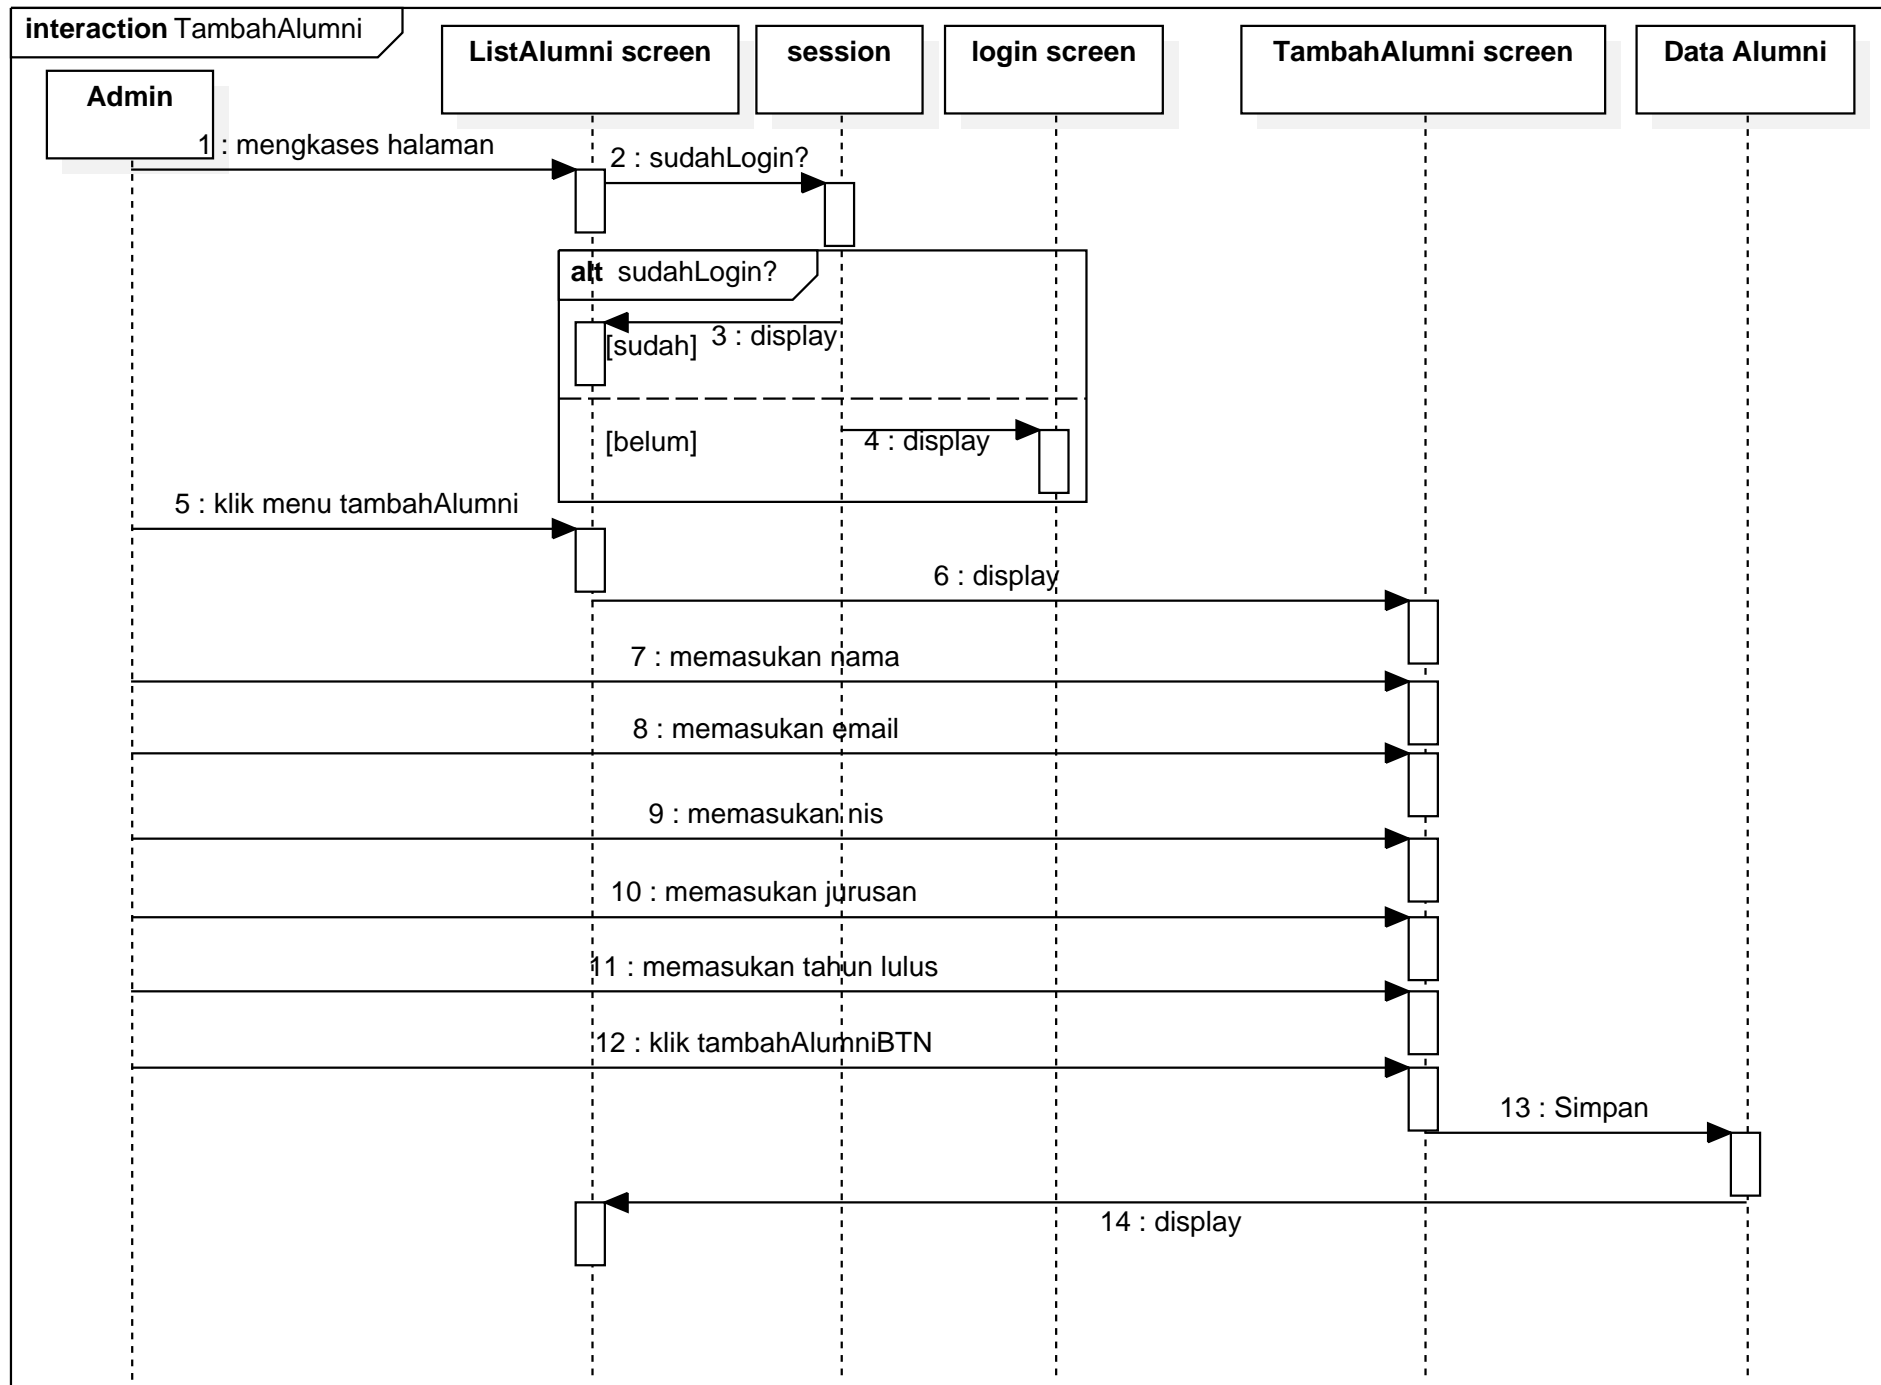 interaction TambahAlumni
ListAlumni screen
session
login screen
TambahAlumni screen
Data Alumni
Admin
1 : mengkases halaman
2 : sudahLogin?
alt sudahLogin?
3 : display
[sudah]
[belum]
4 : display
5 : klik menu tambahAlumni
6 : display
7 : memasukan nama
8 : memasukan email
9 : memasukan nis
10 : memasukan jurusan
11 : memasukan tahun lulus
12 : klik tambahAlumniBTN
13 : Simpan
14 : display